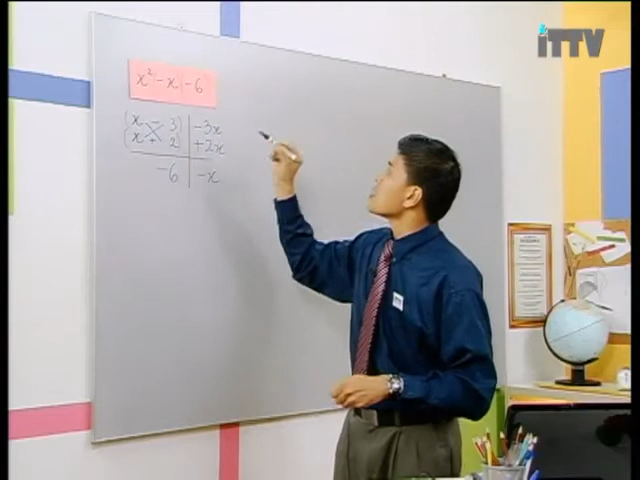 iTTV
x² - x - 6
(x - 3) | -3x
(x + 2) | +2x
-6 | -x